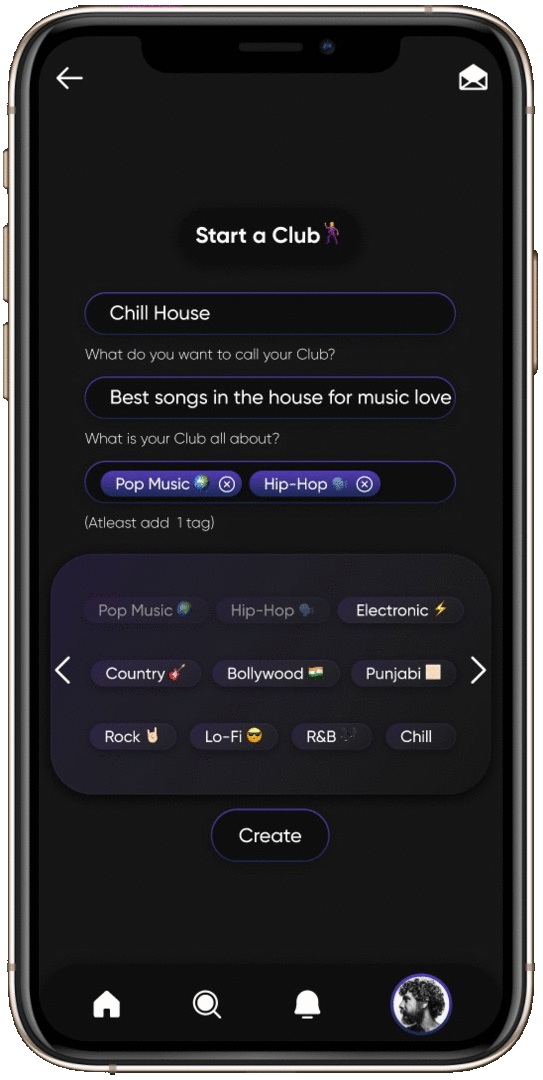 Start a Club🕺
Chill House
What do you want to call your Club?
Best songs in the house for music love
What is your Club all about?
Pop Music Hip-Hop
(Atleast add 1 tag)
Pop Music Hip-Hop Electronic ⚡
Country 🎸 Bollywood 🇮🇳 Punjabi
Rock 🤘🏻 Lo-Fi 😎 R&B Chill
Create